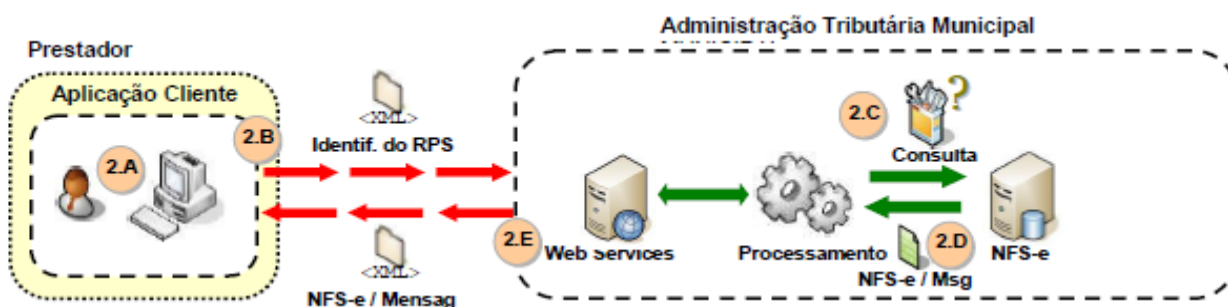 Administração Tributária Municipal
Prestador
Aplicação Cliente
2.A
2.B
<XML>
Identif. do RPS
2.C
?
Consulta
2.E
Web Services
Processamento
2.D
NFS-e / Msg
NFS-e
<XML>
NFS-e / Mensag